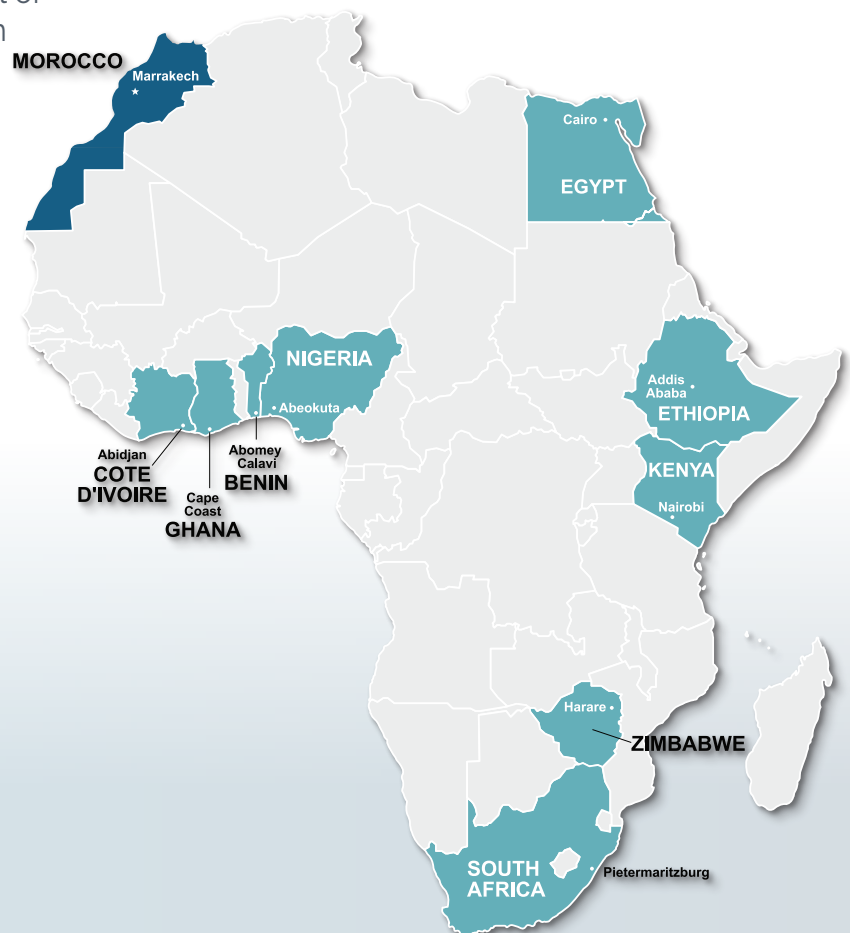 MOROCCO
Marrakech
Cairo
EGYPT
NIGERIA
Abeokuta
Addis
Ababa
ETHIOPIA
KENYA
Nairobi
Abidjan
COTE
D'IVOIRE
Cape
Coast
GHANA
Abomey
Calavi
BENIN
Harare
ZIMBABWE
SOUTH
AFRICA
Pietermaritzburg